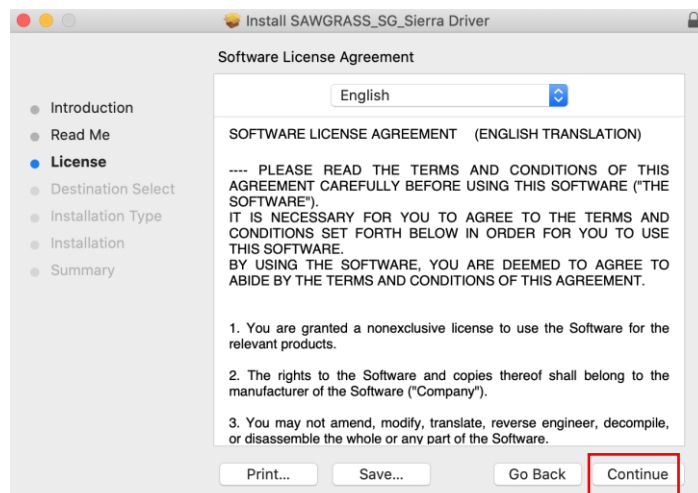 Install SAWGRASS_SG_Sierra Driver
Software License Agreement
Introduction
Read Me
License
Destination Select
Installation Type
Installation
Summary
English
SOFTWARE LICENSE AGREEMENT (ENGLISH TRANSLATION)
---- PLEASE READ THE TERMS AND CONDITIONS OF THIS
AGREEMENT CAREFULLY BEFORE USING THIS SOFTWARE ("THE
SOFTWARE").
IT IS NECESSARY FOR YOU TO AGREE TO THE TERMS AND
CONDITIONS SET FORTH BELOW IN ORDER FOR YOU TO USE
THIS SOFTWARE.
BY USING THE SOFTWARE, YOU ARE DEEMED TO AGREE TO
ABIDE BY THE TERMS AND CONDITIONS OF THIS AGREEMENT.
1. You are granted a nonexclusive license to use the Software for the
relevant products.
2. The rights to the Software and copies thereof shall belong to the
manufacturer of the Software ("Company").
3. You may not amend, modify, translate, reverse engineer, decompile,
or disassemble the whole or any part of the Software.
Print...
Save...
Go Back
Continue